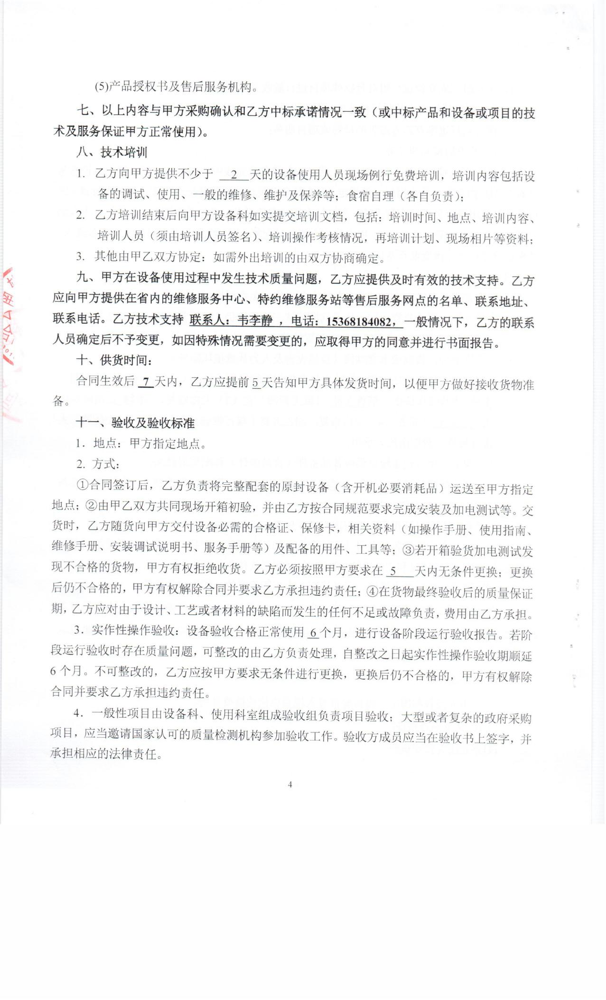 (5)产品授权书及售后服务机构。
七、以上内容与甲方采购确认和乙方中标承诺情况一致（或中标产品和设备或项目的技
术及服务保证甲方正常使用）。
八、技术培训
1. 乙方向甲方提供不少于 2 天的设备使用人员现场例行免费培训，培训内容包括设
备的调试、使用、一般的维修、维护及保养等；食宿自理（各自负责）；
2. 乙方培训结束后向甲方设备科如实提交培训文档，包括：培训时间、地点、培训内容、
培训人员（须由培训人员签名）、培训操作考核情况，再培训计划、现场相片等资料；
3. 其他由甲乙双方协定：如需外出培训的由双方协商确定。
九、甲方在设备使用过程中发生技术质量问题，乙方应提供及时有效的技术支持。乙方
应向甲方提供在省内的维修服务中心、特约维修服务站等售后服务网点的名单、联系地址、
联系电话。乙方技术支持 联系人：韦李静 ，电话：15368184082，一般情况下，乙方的联系
人员确定后不予变更，如因特殊情况需要变更的，应取得甲方的同意并进行书面报告。
十、供货时间：
合同生效后 7 天内，乙方应提前 5 天告知甲方具体发货时间，以便甲方做好接收货物准
备。
十一、验收及验收标准
1．地点：甲方指定地点。
2. 方式：
①合同签订后，乙方负责将完整配套的原封设备（含开机必要消耗品）运送至甲方指定
地点；②由甲乙双方共同现场开箱初验，并由乙方按合同规范要求完成安装及加电测试等。交
货时，乙方随货向甲方交付设备必需的合格证、保修卡，相关资料（如操作手册、使用指南、
维修手册、安装调试说明书、服务手册等）及配备的用件、工具等；③若开箱验货加电测试发
现不合格的货物，甲方有权拒绝收货。乙方必须按照甲方要求在 5 天内无条件更换；更换
后仍不合格的，甲方有权解除合同并要求乙方承担违约责任；④在货物最终验收后的质量保证
期，乙方应对由于设计、工艺或者材料的缺陷而发生的任何不足或故障负责，费用由乙方承担。
3．实作性操作验收：设备验收合格正常使用 6 个月，进行设备阶段运行验收报告。若阶
段运行验收时存在质量问题，可整改的由乙方负责处理，自整改之日起实作性操作验收期顺延
6 个月。不可整改的，乙方应按甲方要求无条件进行更换，更换后仍不合格的，甲方有权解除
合同并要求乙方承担违约责任。
4．一般性项目由设备科、使用科室组成验收组负责项目验收；大型或者复杂的政府采购
项目，应当邀请国家认可的质量检测机构参加验收工作。验收方成员应当在验收书上签字，并
承担相应的法律责任。
4